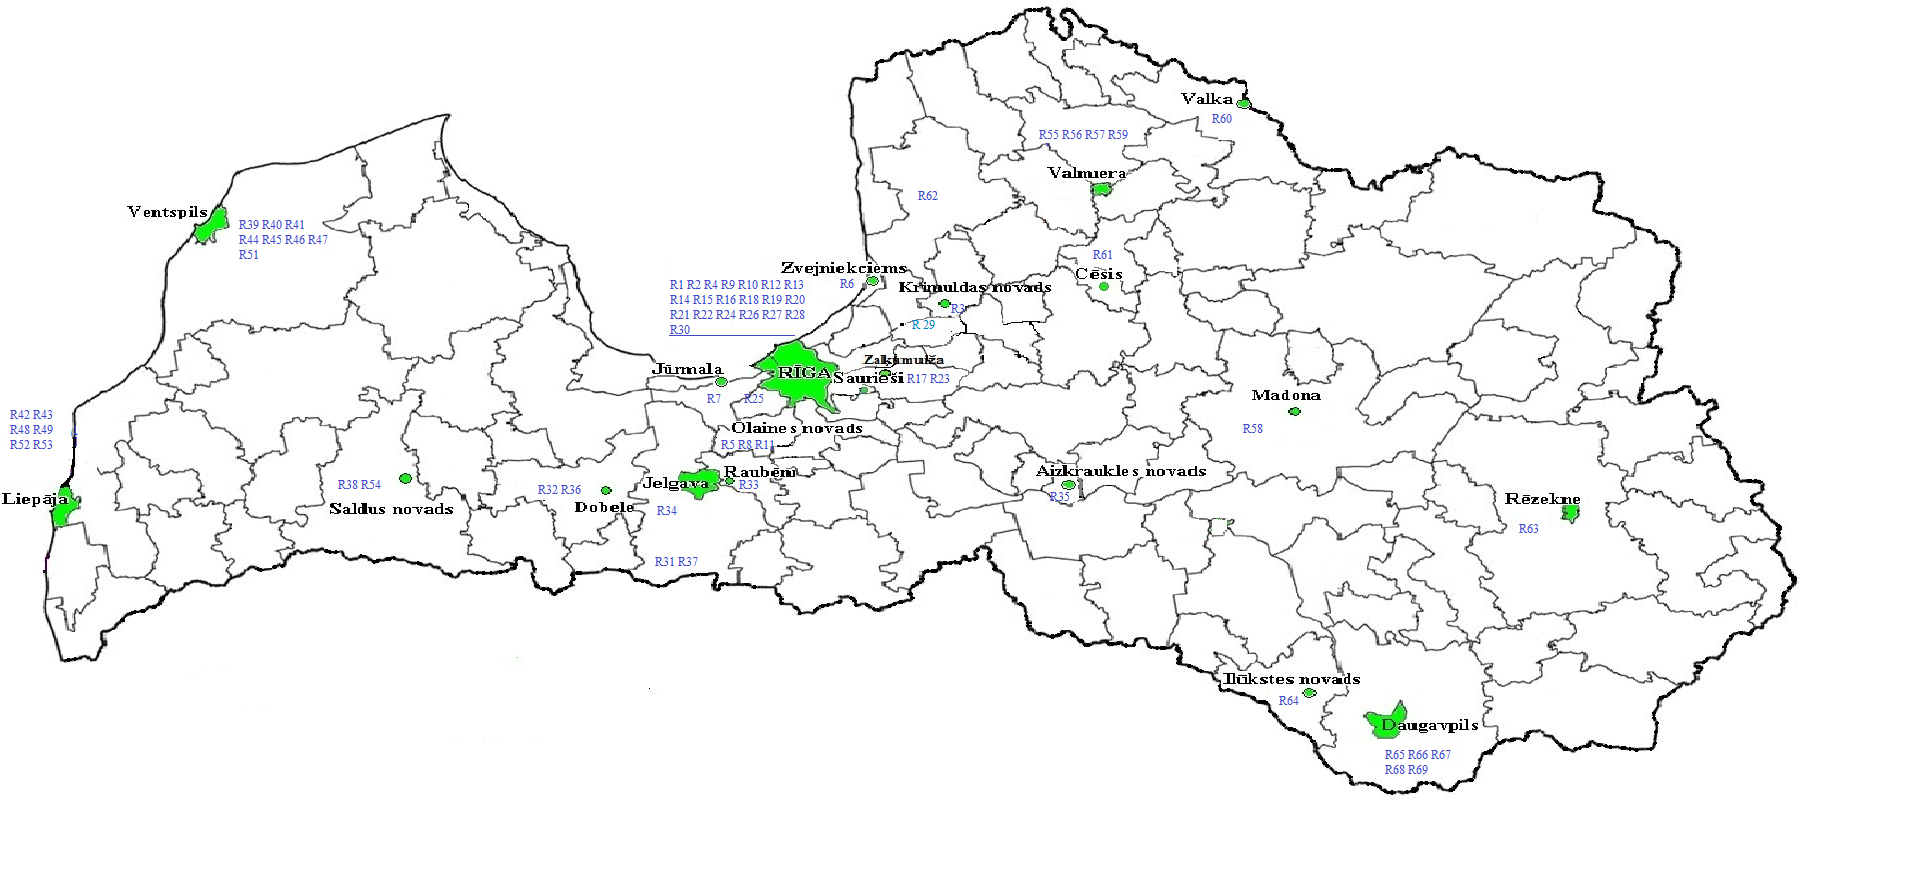 Valka
R60
R55 R56 R57 R59
Valmiera
R62
Ventspils
R39 R40 R41
R44 R45 R46 R47
R51
R61
Cēsis
Zvejniekciems
R6
R1 R2 R4 R9 R10 R12 R13
R14 R15 R16 R18 R19 R20
R21 R22 R24 R26 R27 R28
R30
Krimuldas novads
R3
R 29
Zaķumuiža
R17 R23
Jūrmala
R7
RĪGA
Saurieši
R25
Madona
R58
R42 R43
R48 R49
R52 R53
Liepāja
Olaines novads
R5 R8 R11
R38 R54
Saldus novads
R32 R36
Dobele
Jelgava
R34
Raubēni
R33
R31 R37
Aizkraukles novads
R35
Rēzekne
R63
Ilūkstes novads
R64
Daugavpils
R65 R66 R67
R68 R69